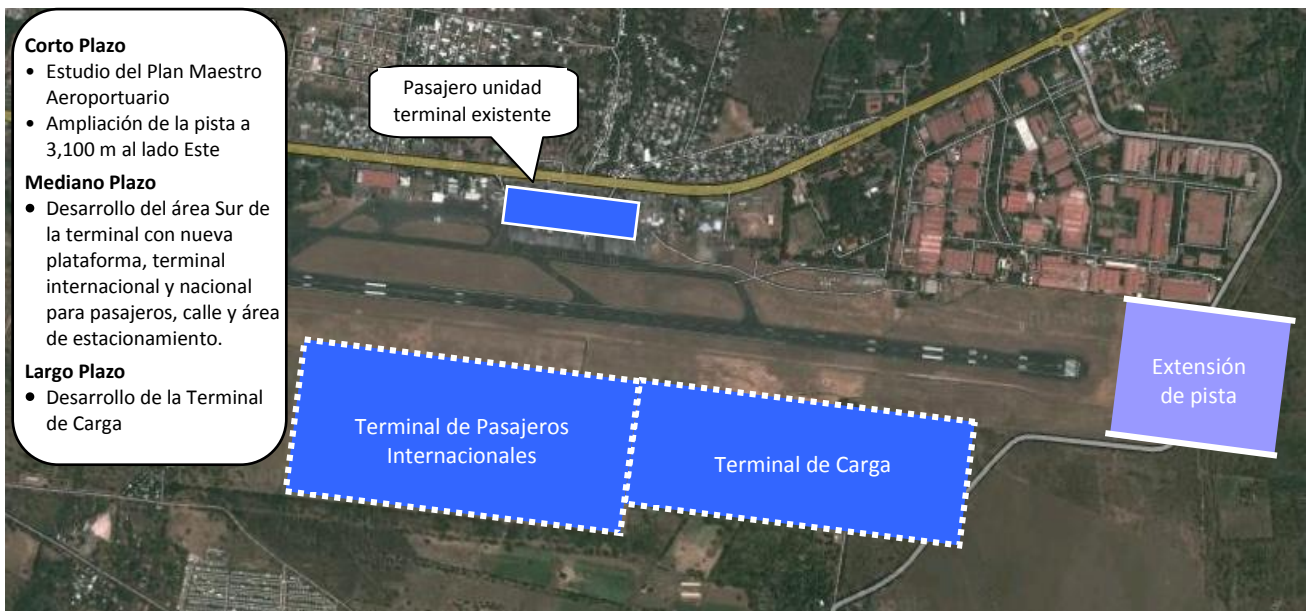 Corto Plazo
• Estudio del Plan Maestro
Aeroportuario
• Ampliación de la pista a
3,100 m al lado Este
Mediano Plazo
• Desarrollo del área Sur de
la terminal con nueva
plataforma, terminal
internacional y nacional
para pasajeros, calle y área
de estacionamiento.
Largo Plazo
• Desarrollo de la Terminal
de Carga
Pasajero unidad
terminal existente
Terminal de Pasajeros
Internacionales
Terminal de Carga
Extensión
de pista